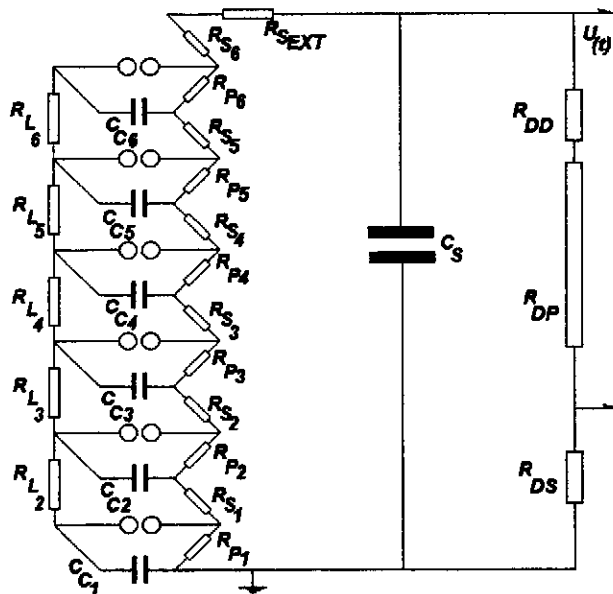 R_S6
R_SEXT
U_(t)
R_L6
C_C6
R_P6
R_DD
R_S5
R_L5
C_C5
R_P5
R_S4
C_S
R_L4
C_C4
R_P4
R_S3
R_DP
R_L3
C_C3
R_P3
R_S2
R_L2
C_C2
R_P2
R_S1
R_DS
C_C1
R_P1